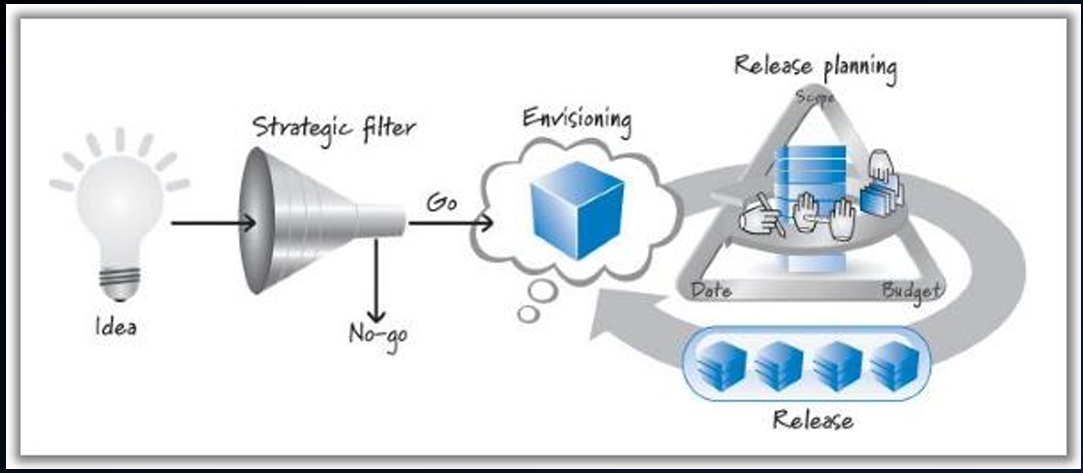 Idea
Strategic filter
Go
No-go
Envisioning
Release planning
Scope
Date
Budget
Release